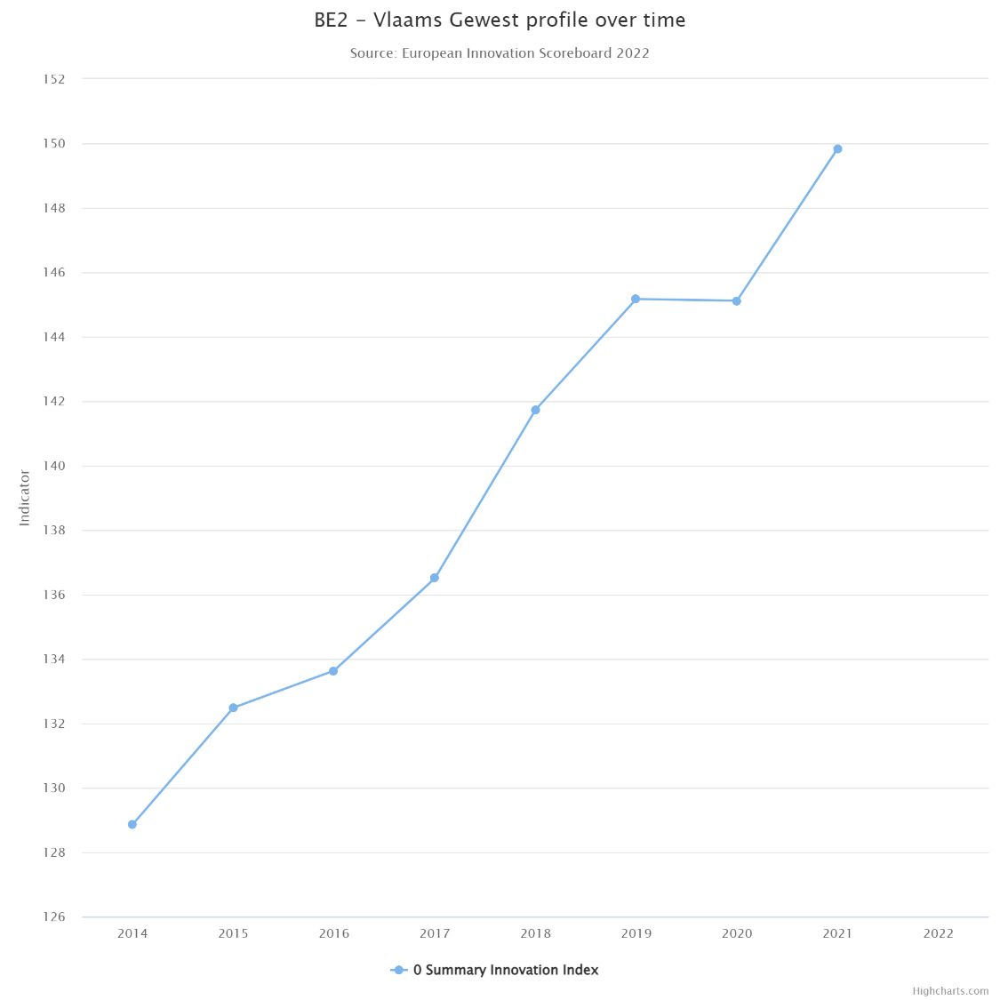 BE2 - Vlaams Gewest profile over time
Source: European Innovation Scoreboard 2022
152
150
148
146
144
142
140
138
136
134
132
130
128
126
Indicator
2014 2015 2016 2017 2018 2019 2020 2021 2022
0 Summary Innovation Index
Highcharts.com